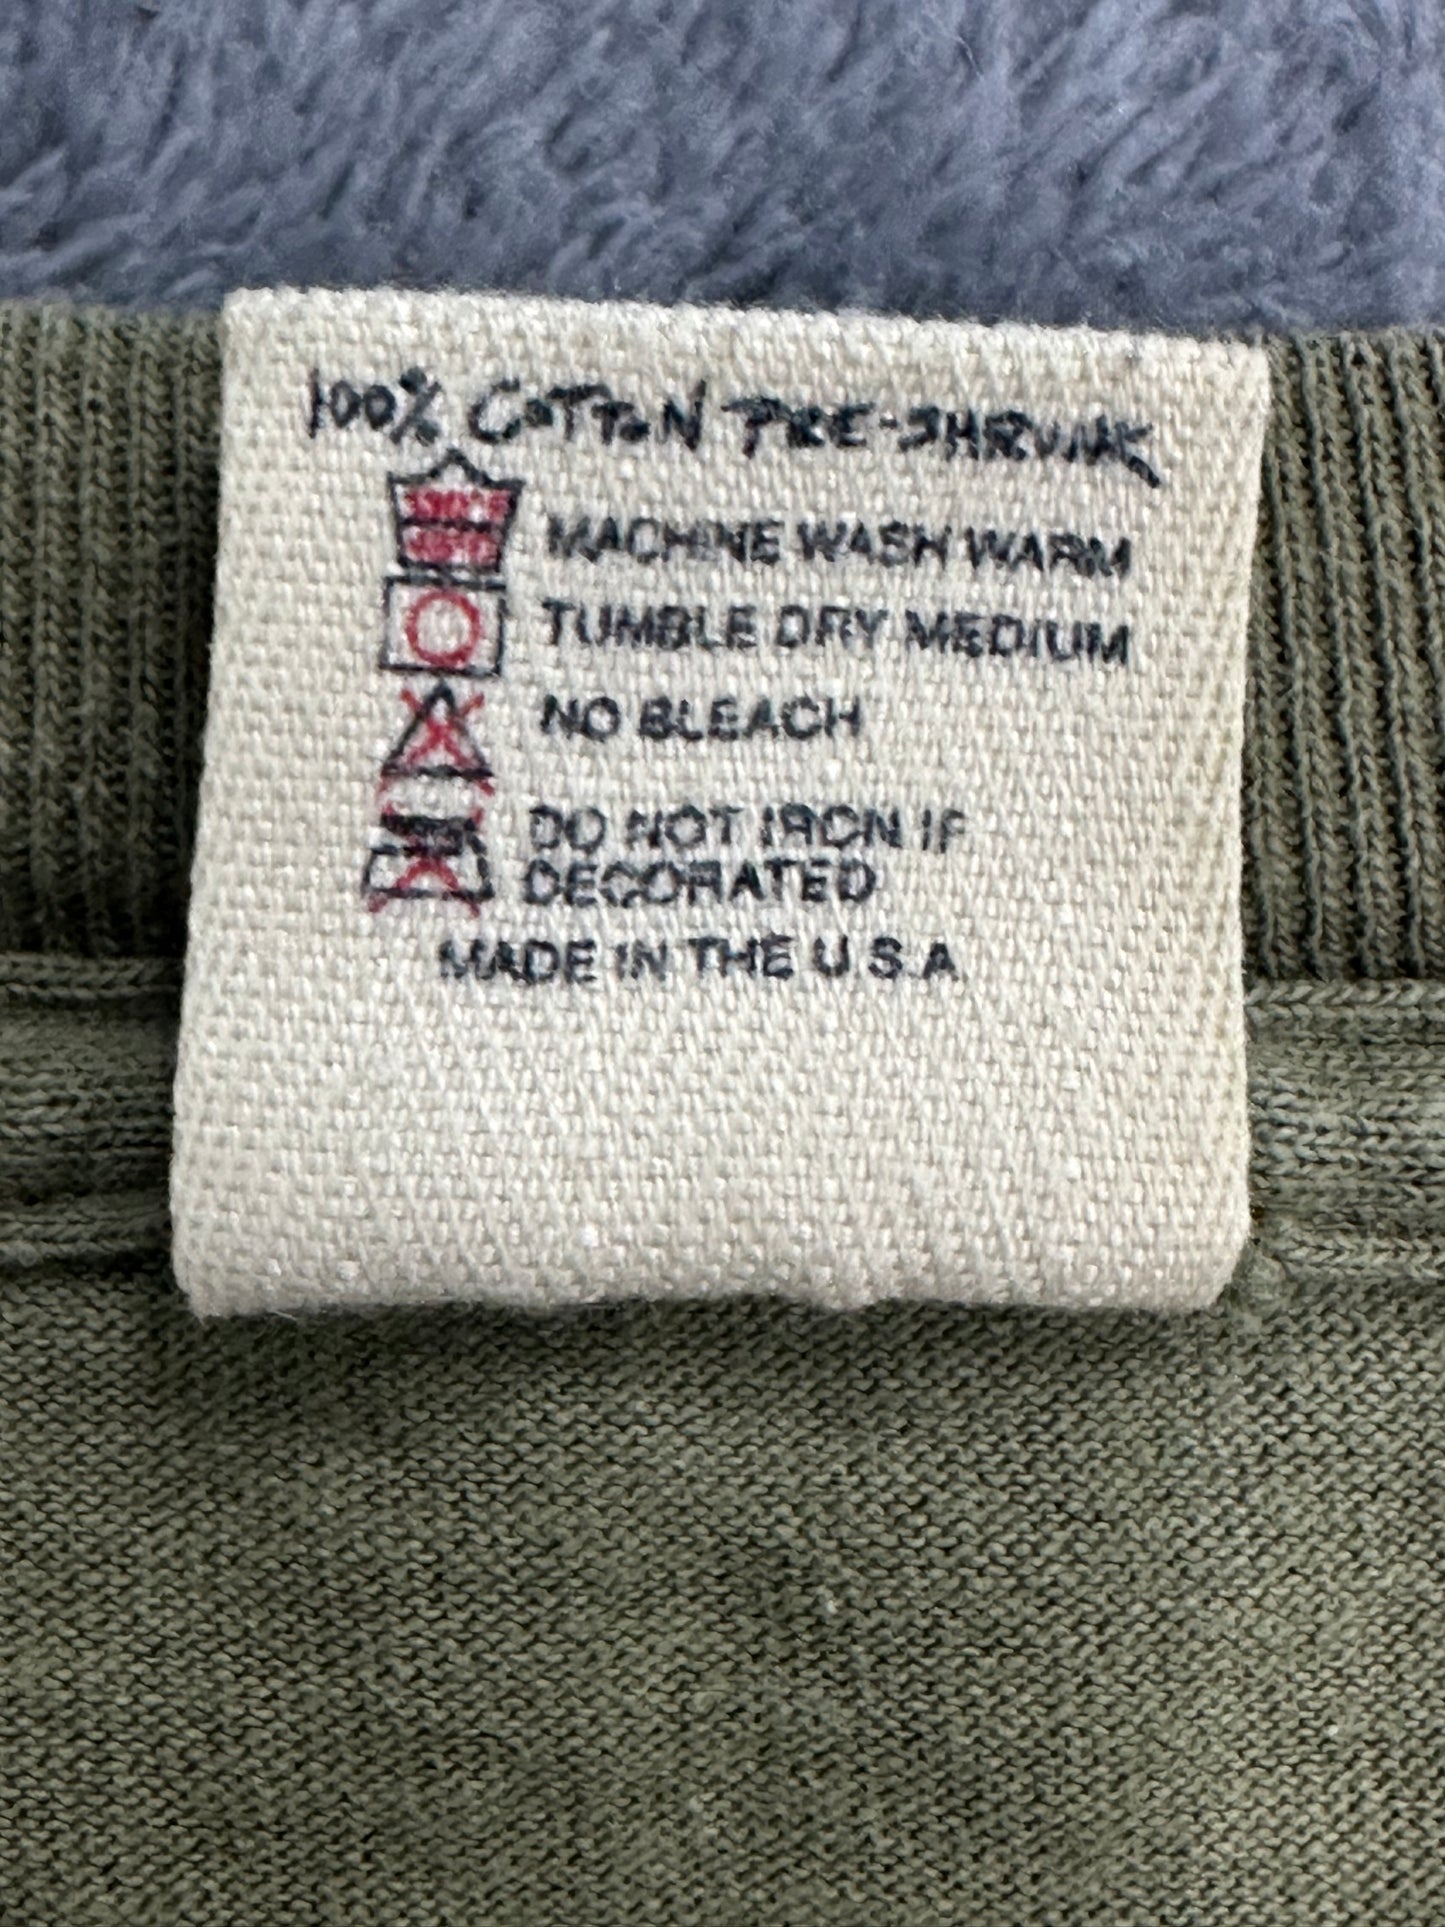 100% COTTON PRE-SHRUNK
SINCE
MACHINE WASH WARM
TUMBLE DRY MEDIUM
NO BLEACH
DO NOT IRON IF
DECORATED
MADE IN THE U.S.A.